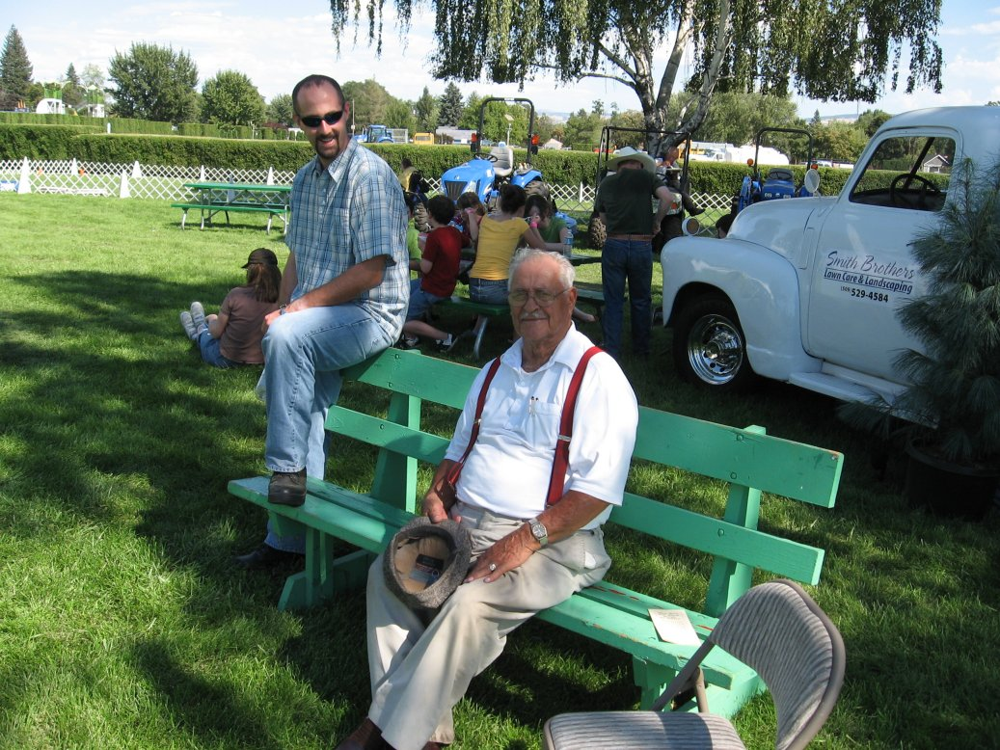 Smith Brothers
Lawn Care & Landscaping
(509) 529-4584